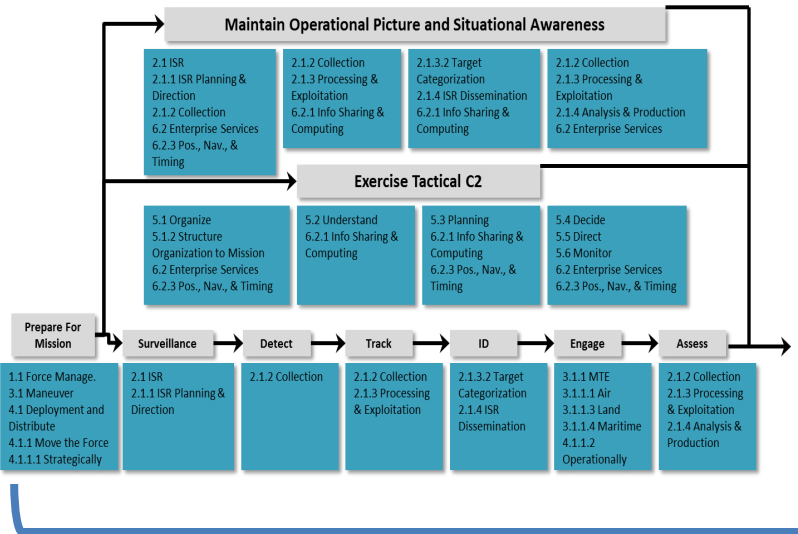 Maintain Operational Picture and Situational Awareness
2.1 ISR
2.1.1 ISR Planning &
Direction
2.1.2 Collection
6.2 Enterprise Services
6.2.3 Pos., Nav., &
Timing
2.1.2 Collection
2.1.3 Processing &
Exploitation
6.2.1 Info Sharing &
Computing
2.1.3.2 Target
Categorization
2.1.4 ISR Dissemination
6.2.1 Info Sharing &
Computing
2.1.2 Collection
2.1.3 Processing &
Exploitation
2.1.4 Analysis & Production
6.2 Enterprise Services
Exercise Tactical C2
5.1 Organize
5.1.2 Structure
Organization to Mission
6.2 Enterprise Services
6.2.3 Pos., Nav., & Timing
5.2 Understand
6.2.1 Info Sharing &
Computing
5.3 Planning
6.2.1 Info Sharing &
Computing
6.2.3 Pos., Nav., &
Timing
5.4 Decide
5.5 Direct
5.6 Monitor
6.2 Enterprise Services
6.2.3 Pos., Nav., & Timing
Prepare For
Mission
Surveillance
Detect
Track
ID
Engage
Assess
1.1 Force Manage.
3.1 Maneuver
4.1 Deployment and
Distribute
4.1.1 Move the Force
4.1.1.1 Strategically
2.1 ISR
2.1.1 ISR Planning &
Direction
2.1.2 Collection
2.1.2 Collection
2.1.3 Processing
& Exploitation
2.1.3.2 Target
Categorization
2.1.4 ISR
Dissemination
3.1.1 MTE
3.1.1.1 Air
3.1.1.3 Land
3.1.1.4 Maritime
4.1.1.2
Operationally
2.1.2 Collection
2.1.3 Processing
& Exploitation
2.1.4 Analysis &
Production